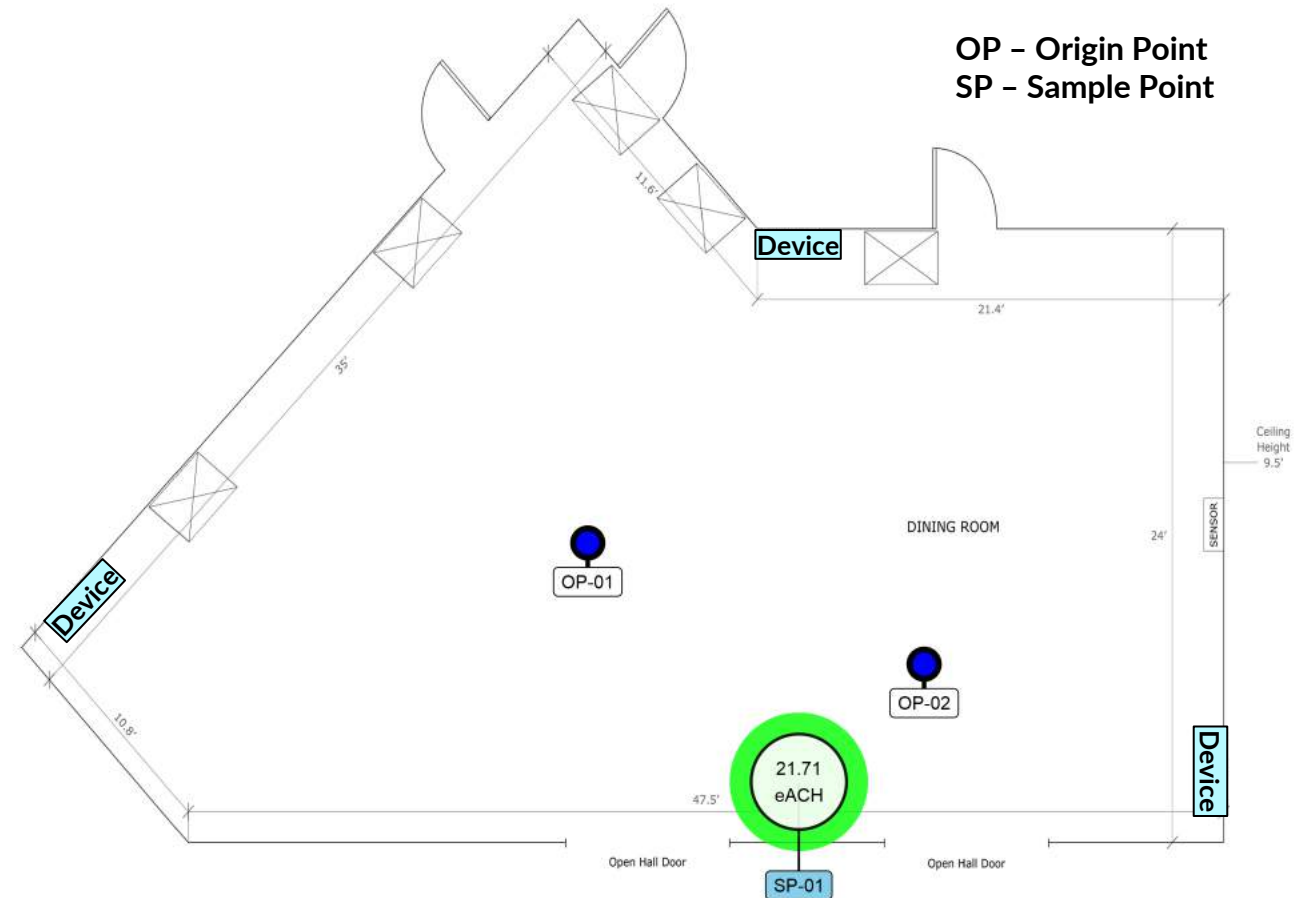 OP – Origin Point
SP – Sample Point
11.6'
Device
21.4'
35'
Ceiling
Height
9.5'
SENSOR
DINING ROOM
24'
OP-01
Device
OP-02
10.8'
Device
21.71
eACH
47.5'
Open Hall Door
Open Hall Door
SP-01